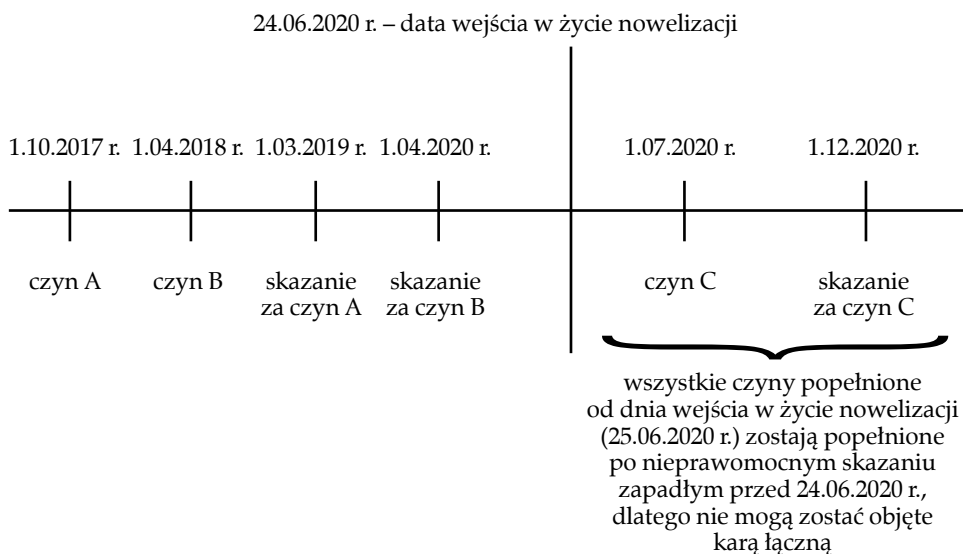 24.06.2020 r. – data wejścia w życie nowelizacji
1.10.2017 r. 1.04.2018 r. 1.03.2019 r. 1.04.2020 r. 1.07.2020 r. 1.12.2020 r.
czyn A czyn B skazanie skazanie czyn C skazanie
za czyn A za czyn B za czyn C
wszystkie czyny popełnione
od dnia wejścia w życie nowelizacji
(25.06.2020 r.) zostają popełnione
po nieprawomocnym skazaniu
zapadłym przed 24.06.2020 r.,
dlatego nie mogą zostać objęte
karą łączną